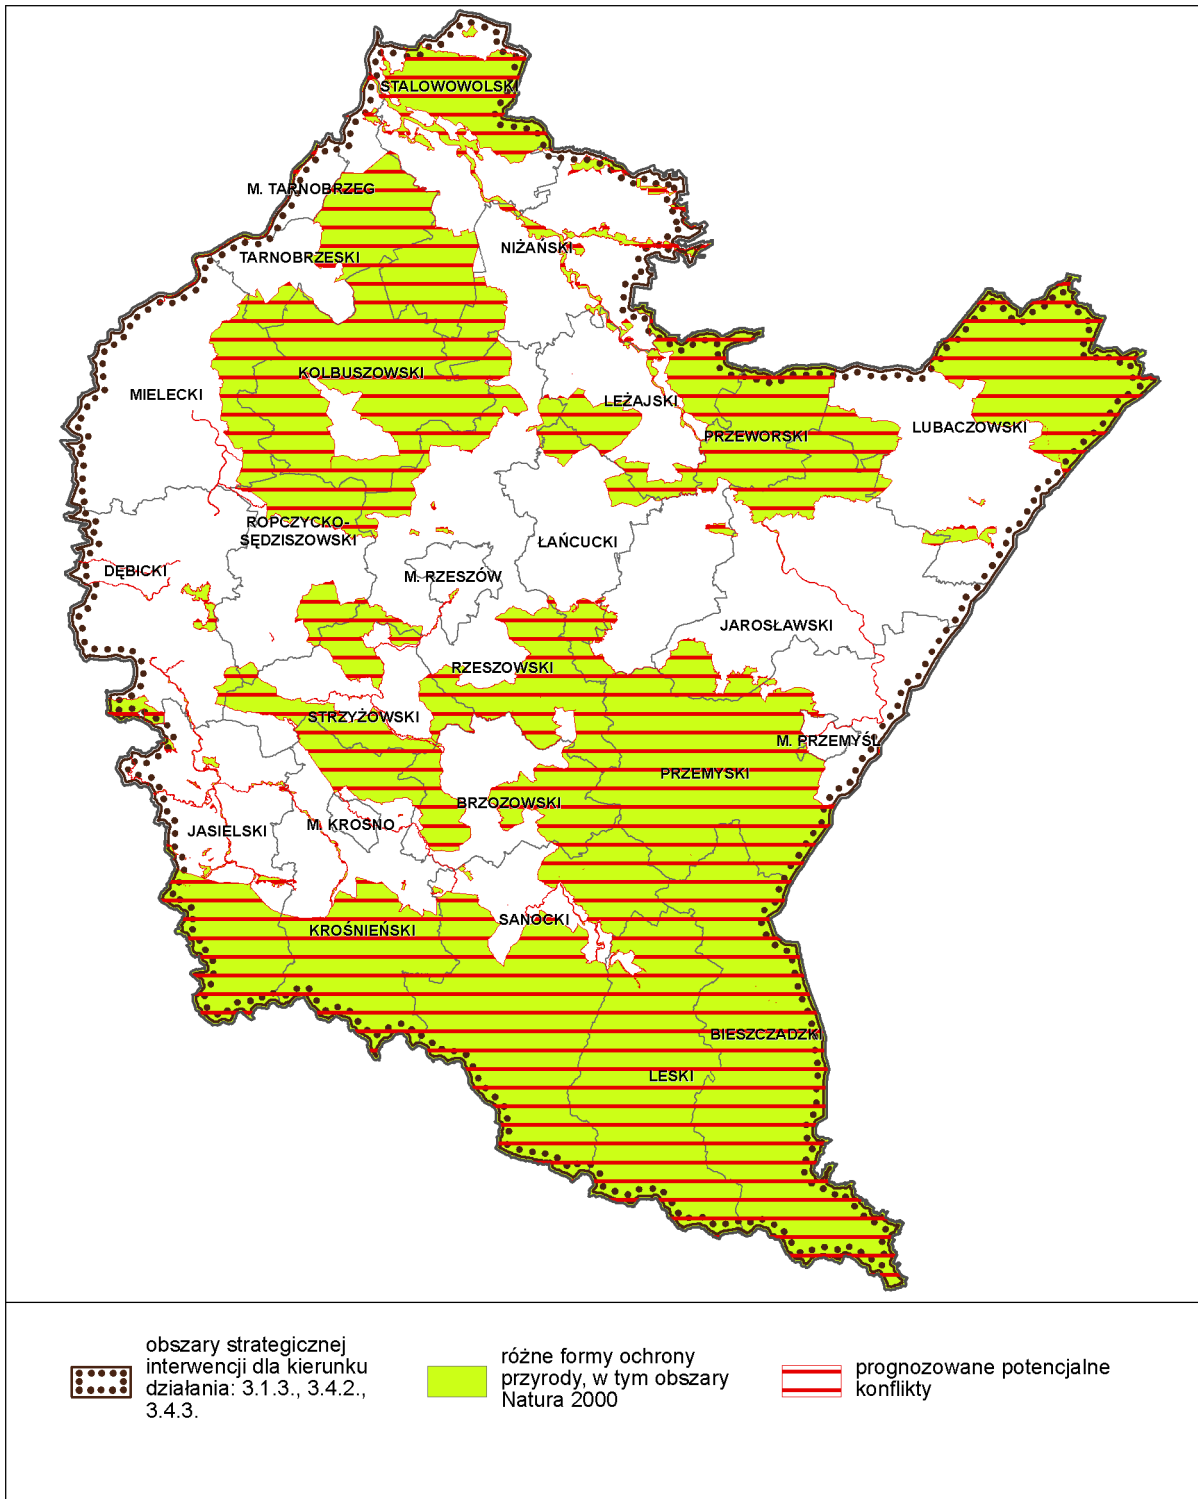 STALOWOWOLSKI
M. TARNOBRZEG
NIŻAŃSKI
TARNOBRZESKI
KOLBUSZOWSKI
MIELECKI
LEŻAJSKI
LUBACZOWSKI
PRZEWORSKI
ROPCZYCKO-
SĘDZISZOWSKI
ŁAŃCUCKI
DĘBICKI
M. RZESZÓW
JAROSŁAWSKI
RZESZOWSKI
STRZYŻOWSKI
M. PRZEMYŚL
PRZEMYSKI
BRZOZOWSKI
JASIELSKI
M. KROSNO
SANOCKI
KROŚNIEŃSKI
BIESZCZADZKI
LESKI
obszary strategicznej
interwencji dla kierunku
działania: 3.1.3., 3.4.2.,
3.4.3.
różne formy ochrony
przyrody, w tym obszary
Natura 2000
prognozowane potencjalne
konflikty